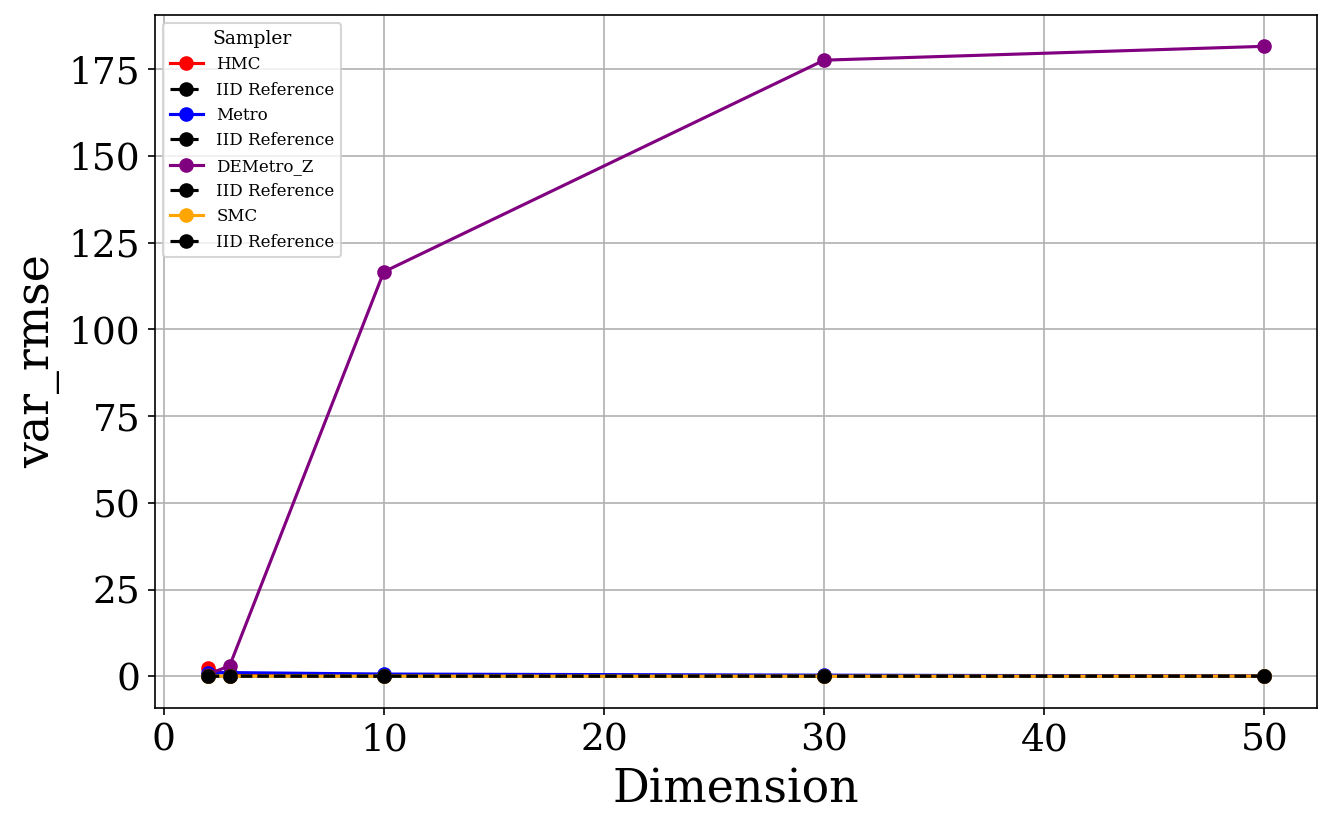 Sampler
HMC
IID Reference
Metro
IID Reference
DEMetro_Z
IID Reference
SMC
IID Reference
var_rmse
175
150
125
100
75
50
25
0
0 10 20 30 40 50
Dimension